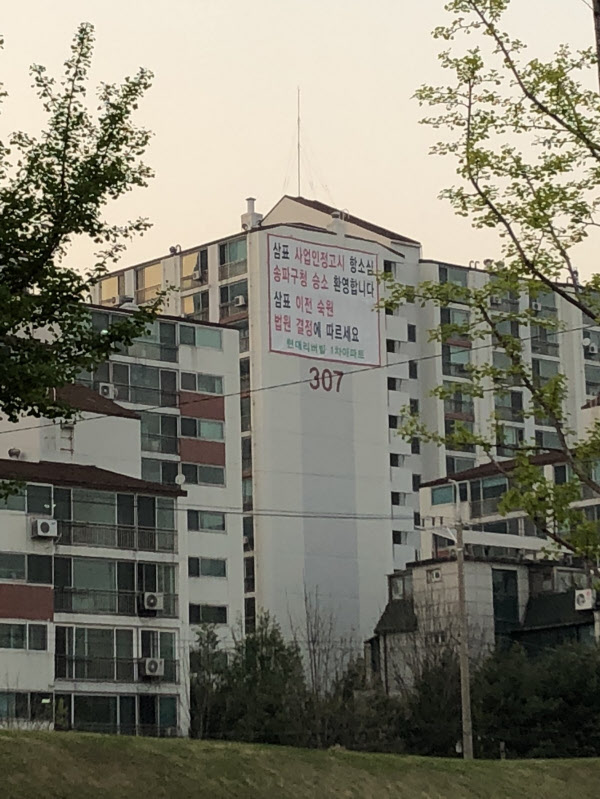 삼표 사업인정고시 항소심
송파구청 승소 환영합니다
삼표 이전 숙원
법원 결정에 따르세요
현대리버빌 1차아파트
307